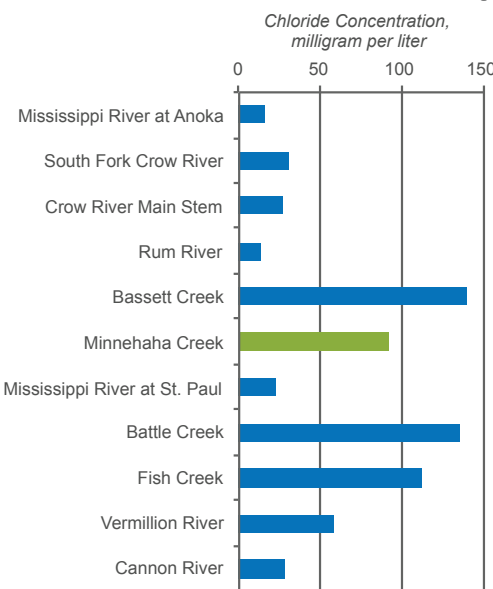 Chloride Concentration,
milligram per liter
0 50 100 150
Mississippi River at Anoka
South Fork Crow River
Crow River Main Stem
Rum River
Bassett Creek
Minnehaha Creek
Mississippi River at St. Paul
Battle Creek
Fish Creek
Vermillion River
Cannon River